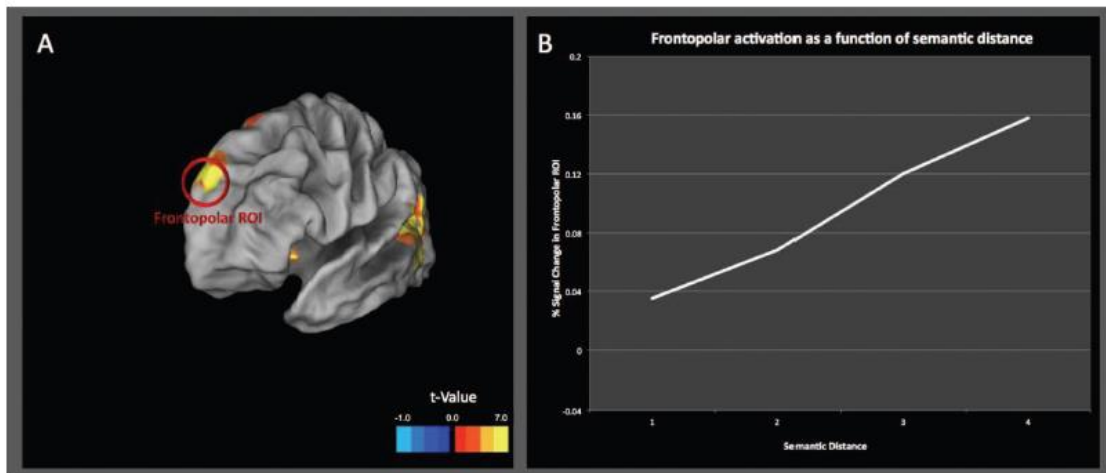 A
Frontopolar ROI
t-Value
-1.0 0.0 7.0
B
Frontopolar activation as a function of semantic distance
% Signal Change in Frontopolar ROI
0.2
0.16
0.12
0.08
0.04
0
-0.04
1 2 3 4
Semantic Distance